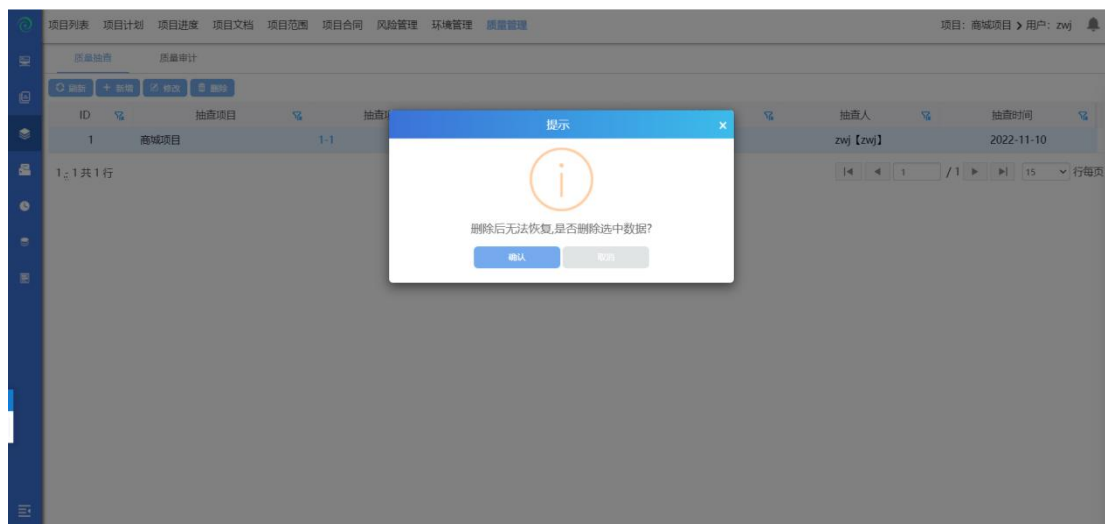 项目列表 项目计划 项目进度 项目文档 项目范围 项目合同 风险管理 环境管理 质量管理 项目：商城项目 用户：zwj
质量抽查 质量审计
刷新 新增 修改 删除
ID 抽查项目 抽查 抽查人 抽查时间
1 商城项目 1-1 zwj【zwj】 2022-11-10
1 : 1 共 1 行 1 / 1 15 行每页
提示
删除后无法恢复,是否删除选中数据?
确认 取消